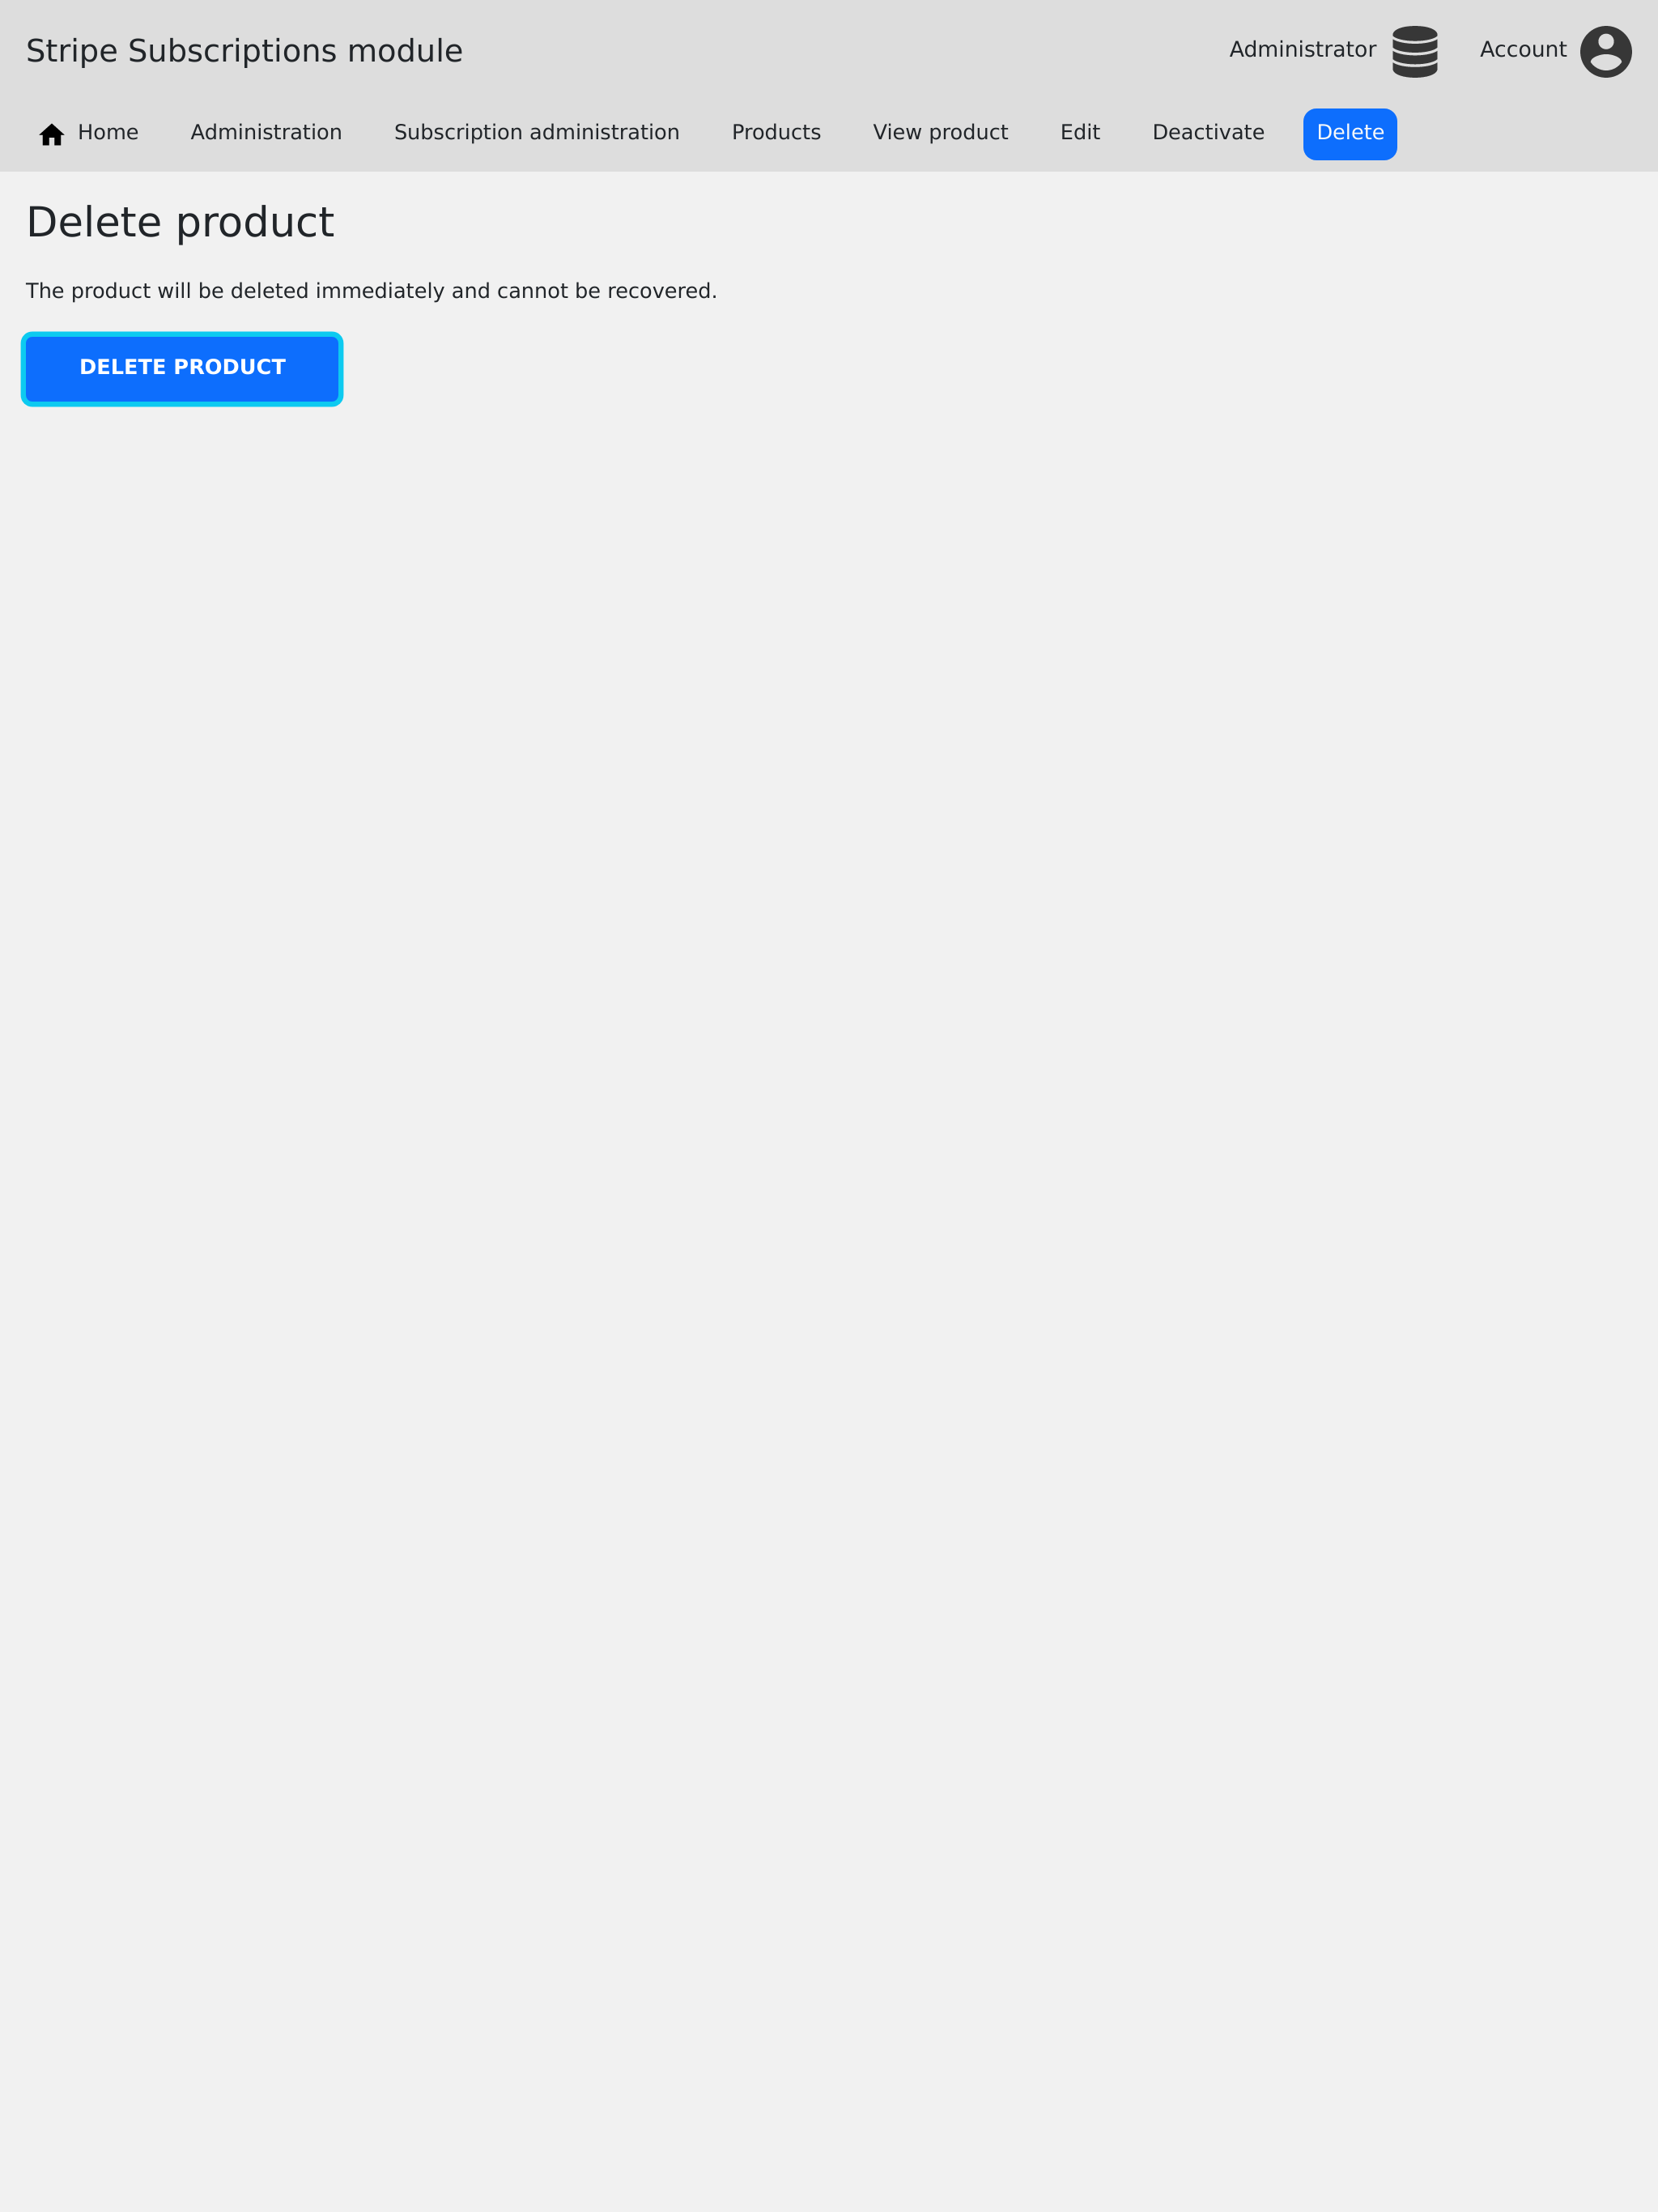 Stripe Subscriptions module
Administrator Account
Home Administration Subscription administration Products View product Edit Deactivate Delete
Delete product
The product will be deleted immediately and cannot be recovered.
DELETE PRODUCT